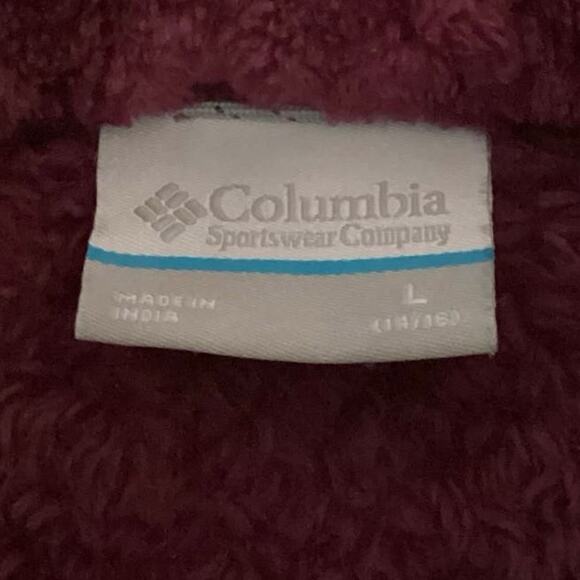 Columbia
Sportswear Company
MADE IN
INDIA
L
(14/16)